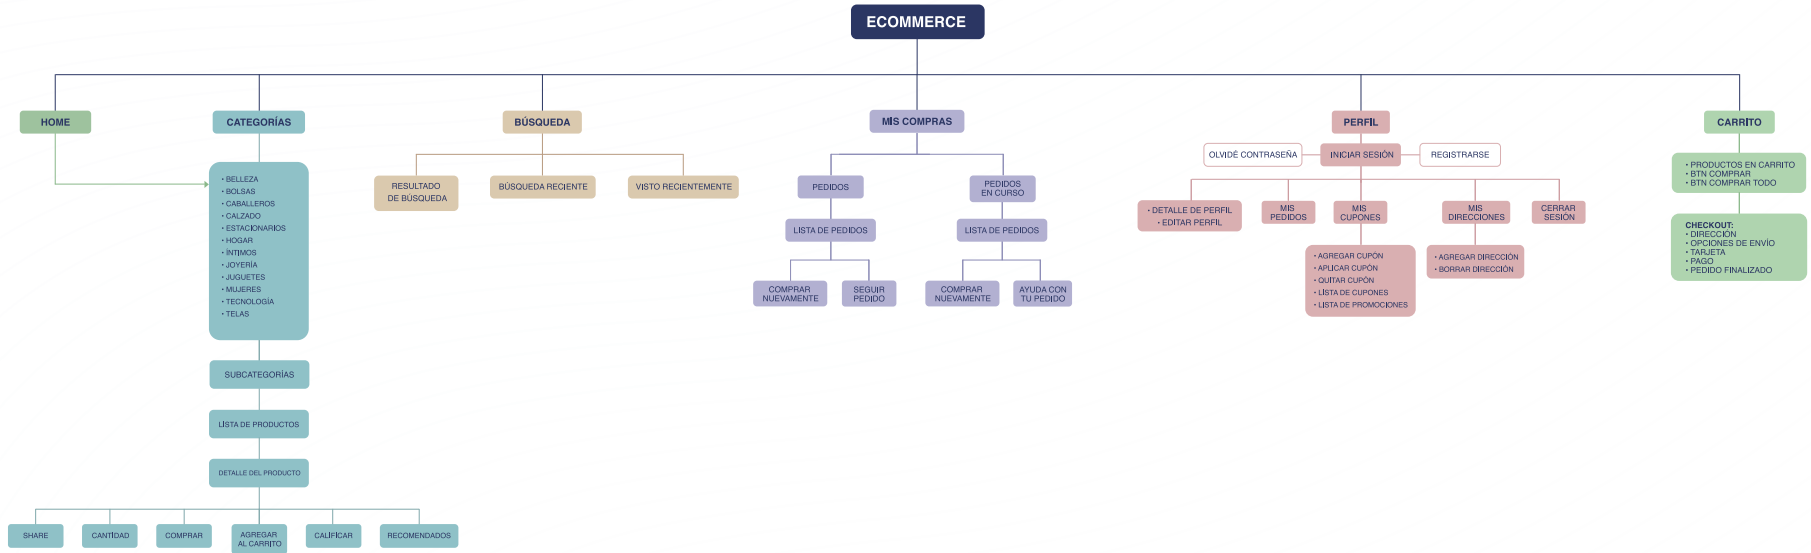 ECOMMERCE
HOME
CATEGORÍAS
BÚSQUEDA
MIS COMPRAS
PERFIL
CARRITO
• BELLEZA
• BOLSAS
• CABALLEROS
• CALZADO
• ESTACIONARIOS
• HOGAR
• ÍNTIMOS
• JOYERÍA
• JUGUETES
• MUJERES
• TECNOLOGÍA
• TELAS
SUBCATEGORÍAS
LISTA DE PRODUCTOS
DETALLE DEL PRODUCTO
SHARE
CANTIDAD
COMPRAR
AGREGAR
AL CARRITO
CALIFICAR
RECOMENDADOS
RESULTADO
DE BÚSQUEDA
BÚSQUEDA RECIENTE
VISTO RECIENTEMENTE
PEDIDOS
LISTA DE PEDIDOS
COMPRAR
NUEVAMENTE
SEGUIR
PEDIDO
PEDIDOS
EN CURSO
LISTA DE PEDIDOS
COMPRAR
NUEVAMENTE
AYUDA CON
TU PEDIDO
OLVIDÉ CONTRASEÑA
INICIAR SESIÓN
REGISTRARSE
• DETALLE DE PERFIL
• EDITAR PERFIL
MIS
PEDIDOS
MIS
CUPONES
• AGREGAR CUPÓN
• APLICAR CUPÓN
• QUITAR CUPÓN
• LISTA DE CUPONES
• LISTA DE PROMOCIONES
MIS
DIRECCIONES
• AGREGAR DIRECCIÓN
• BORRAR DIRECCIÓN
CERRAR
SESIÓN
• PRODUCTOS EN CARRITO
• BTN COMPRAR
• BTN COMPRAR TODO
CHECKOUT:
• DIRECCIÓN
• OPCIONES DE ENVÍO
• TARJETA
• PAGO
• PEDIDO FINALIZADO